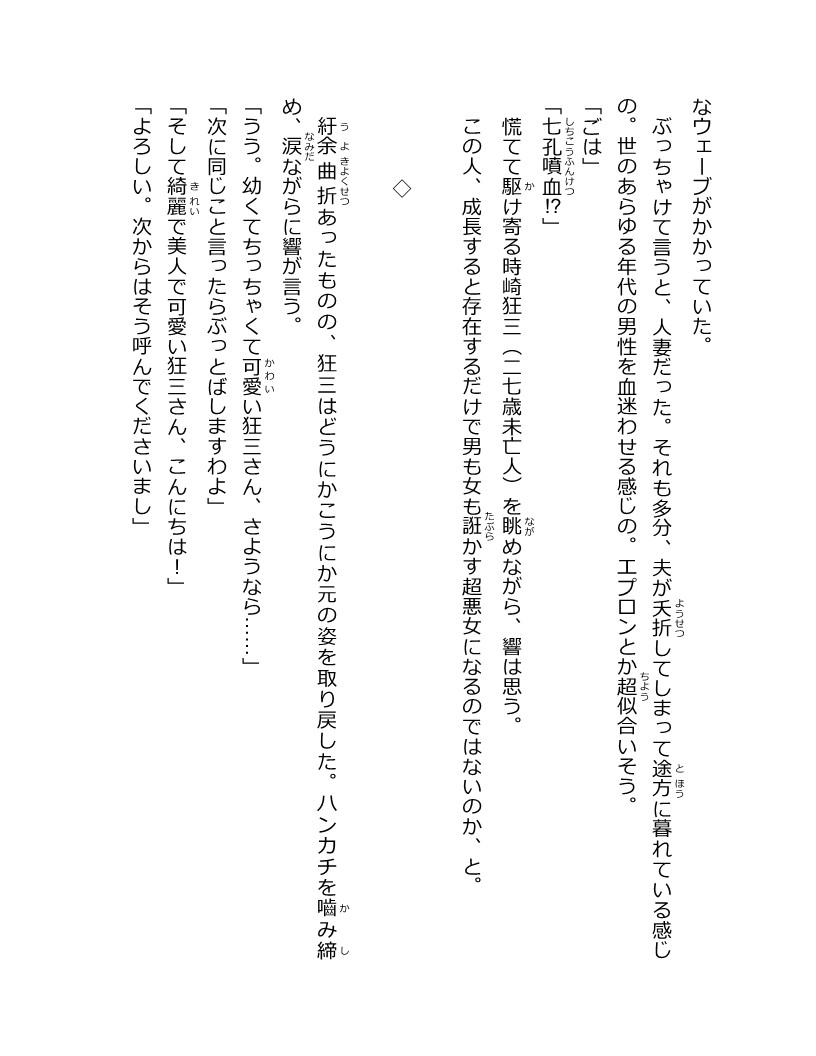 なウェーブがかかっていた。
　ぶっちゃけて言うと、人妻だった。それも多分、夫が夭折してしまって途方に暮れている感じ
の。世のあらゆる年代の男性を血迷わせる感じの。エプロンとか超似合いそう。
「ごは」
「七孔噴血⁉」
　慌てて駆け寄る時崎狂三（二七歳未亡人）を眺めながら、響は思う。
　この人、成長すると存在するだけで男も女も誑かす超悪女になるのではないのか、と。
◇
　紆余曲折あったものの、狂三はどうにかこうにか元の姿を取り戻した。ハンカチを嚙み締
め、涙ながらに響が言う。
「うう。幼くてちっちゃくて可愛い狂三さん、さようなら……」
「次に同じこと言ったらぶっとばしますわよ」
「そして綺麗で美人で可愛い狂三さん、こんにちは！」
「よろしい。次からはそう呼んでくださいまし」